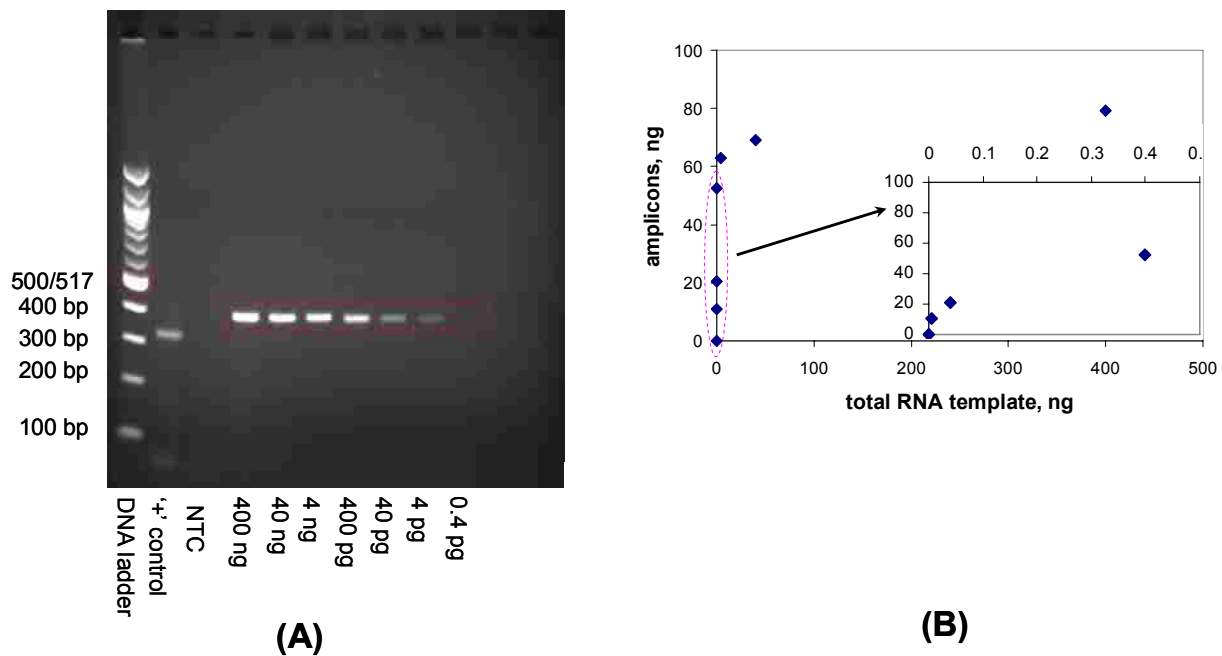 500/517
400 bp
300 bp
200 bp
100 bp
DNA ladder
‘+’ control
NTC
400 ng
40 ng
4 ng
400 pg
40 pg
4 pg
0.4 pg
(A)
100
80
60
40
20
0
0 100 200 300 400 500
amplicons, ng
total RNA template, ng
0 0.1 0.2 0.3 0.4 0.
100
80
60
40
20
0
(B)